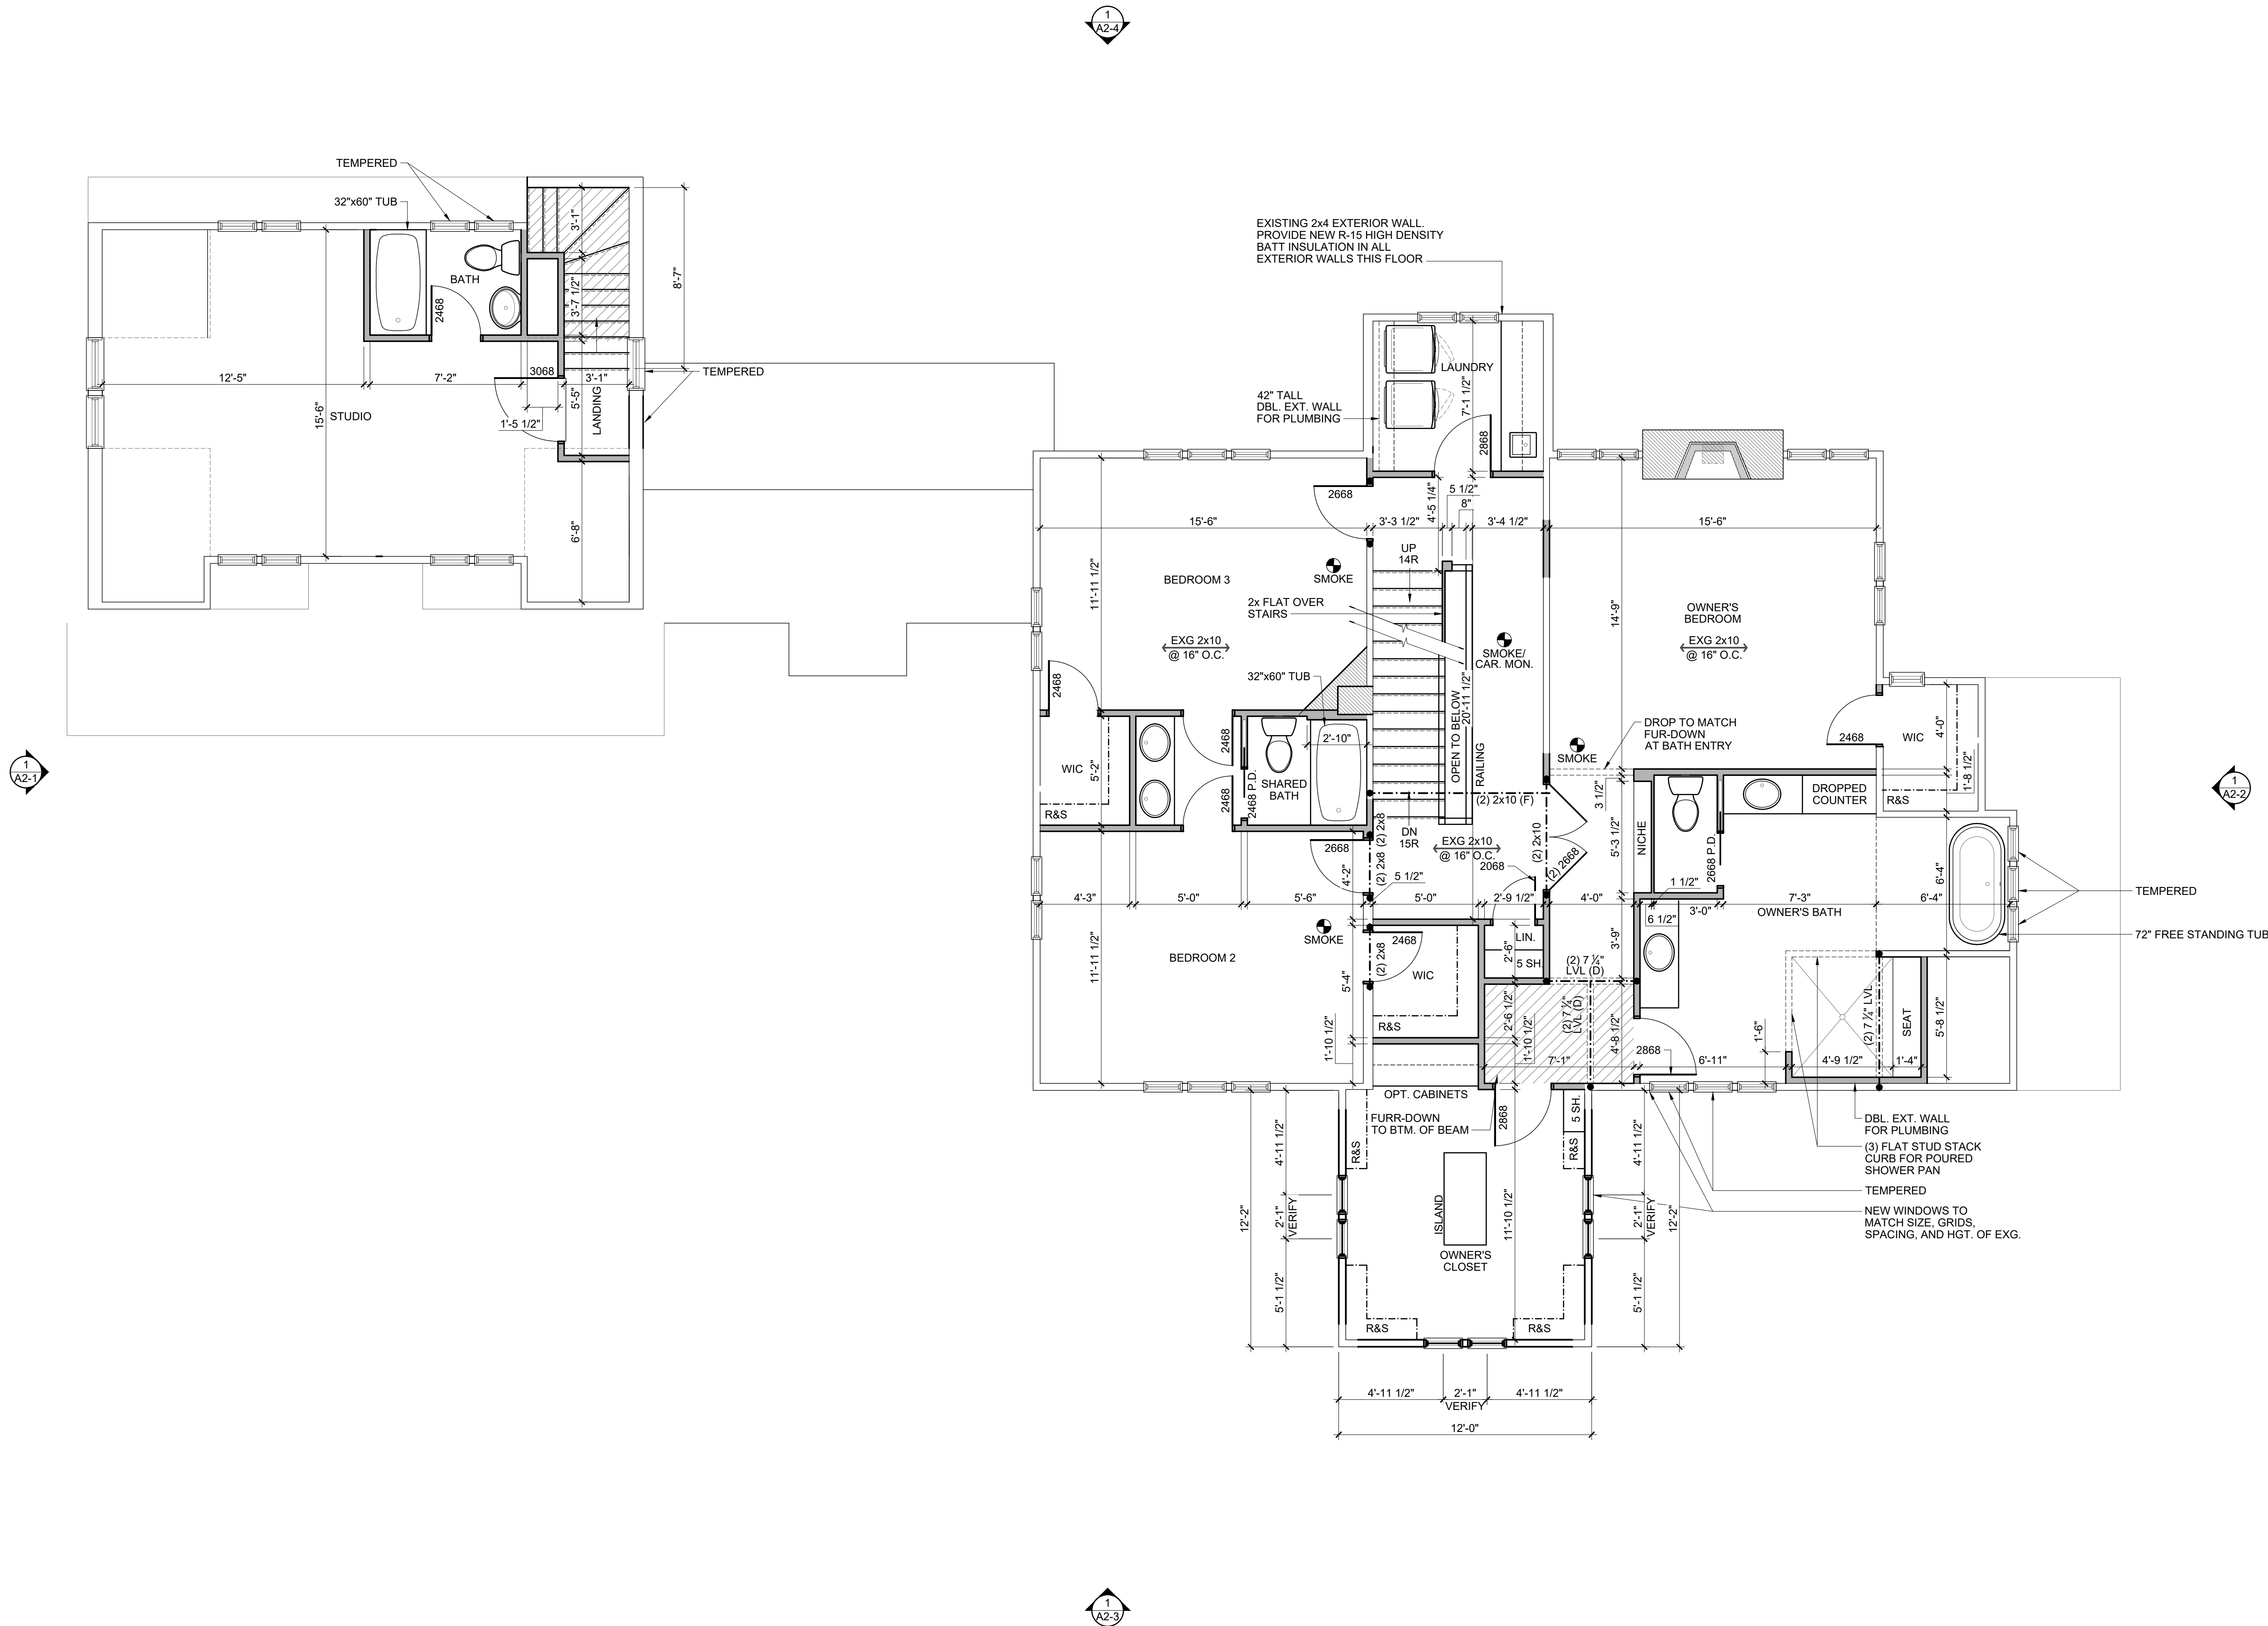 1
A2-4
TEMPERED
32"x60" TUB
3'-1"
8'-7"
BATH
2468
3'-7 1/2"
12'-5"
7'-2"
3068
3'-1"
TEMPERED
15'-6"
STUDIO
1'-5 1/2"
5'-5"
LANDING
6'-8"
EXISTING 2x4 EXTERIOR WALL.
PROVIDE NEW R-15 HIGH DENSITY
BATT INSULATION IN ALL
EXTERIOR WALLS THIS FLOOR
LAUNDRY
42" TALL
DBL. EXT. WALL
FOR PLUMBING
7'-1 1/2"
2868
2668
4'-5 1/4"
5 1/2"
8"
15'-6"
3'-3 1/2"
3'-4 1/2"
15'-6"
UP
14R
BEDROOM 3
SMOKE
11'-11 1/2"
2x FLAT OVER
STAIRS
14'-9"
OWNER'S
BEDROOM
EXG 2x10
@ 16" O.C.
SMOKE/
CAR. MON.
EXG 2x10
@ 16" O.C.
2468
32"x60" TUB
OPEN TO BELOW
20'-11 1/2"
RAILING
DROP TO MATCH
FUR-DOWN
AT BATH ENTRY
2468
WIC
4'-0"
1'-8 1/2"
R&S
SMOKE
2468
2'-10"
WIC
5'-2"
R&S
2468
2468 P.D.
SHARED
BATH
(2) 2x10 (F)
3 1/2"
DROPPED
COUNTER
1
A2-1
1
A2-2
DN
15R
2668
(2) 2x8
(2) 2x8
EXG 2x10
@ 16" O.C.
2068
(2) 2x10
(2) 2668
5'-3 1/2"
NICHE
2668 P.D.
1 1/2"
6'-4"
TEMPERED
4'-2"
5 1/2"
4'-3"
5'-0"
5'-6"
5'-0"
2'-9 1/2"
4'-0"
6 1/2"
3'-0"
7'-3"
6'-4"
OWNER'S BATH
72" FREE STANDING TUB
SMOKE
BEDROOM 2
11'-11 1/2"
2468
(2) 2x8
WIC
5'-4"
R&S
LIN.
2'-6"
5 SH.
3'-9"
(2) 7 ¼"
LVL (D)
(2) 7 ¼"
LVL (D)
2'-6 1/2"
1'-10 1/2"
1'-10 1/2"
4'-8 1/2"
7'-1"
2868
6'-11"
1'-6"
4'-9 1/2"
(2) 7 ¼" LVL
SEAT
1'-4"
5'-8 1/2"
OPT. CABINETS
FURR-DOWN
TO BTM. OF BEAM
2868
5 SH.
R&S
R&S
DBL. EXT. WALL
FOR PLUMBING
(3) FLAT STUD STACK
CURB FOR POURED
SHOWER PAN
TEMPERED
NEW WINDOWS TO
MATCH SIZE, GRIDS,
SPACING, AND HGT. OF EXG.
4'-11 1/2"
12'-2"
2'-1"
VERIFY
5'-1 1/2"
ISLAND
11'-10 1/2"
OWNER'S
CLOSET
4'-11 1/2"
2'-1"
VERIFY
12'-2"
5'-1 1/2"
R&S
R&S
4'-11 1/2"
2'-1"
4'-11 1/2"
VERIFY
12'-0"
1
A2-3